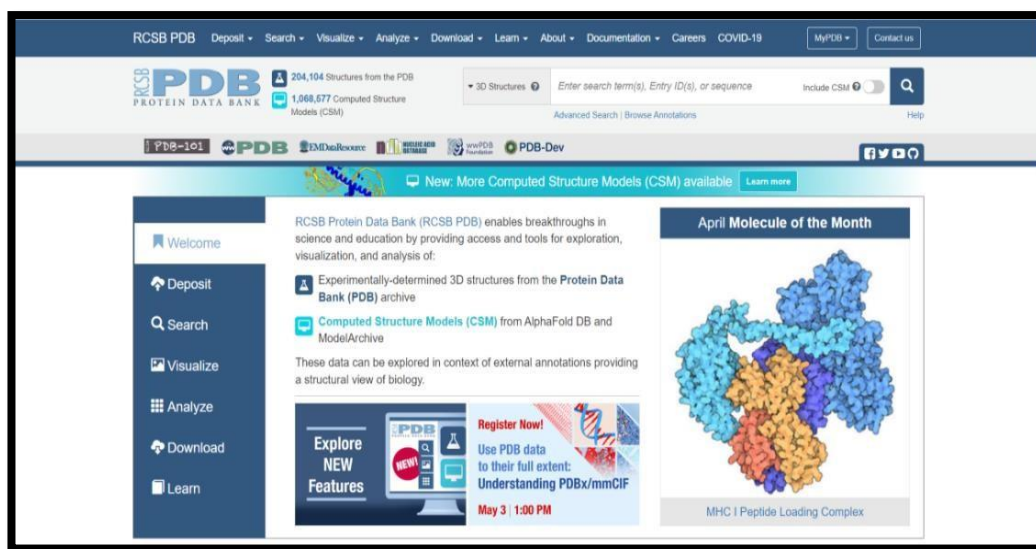 RCSB PDB Deposit Search Visualize Analyze Download Learn About Documentation Careers COVID-19 MyPDB Contact us
RCSB PDB
PROTEIN DATA BANK
204,104 Structures from the PDB
1,068,577 Computed Structure
Models (CSM)
3D Structures Enter search term(s), Entry ID(s), or sequence Include CSM
Advanced Search | Browse Annotations Help
PDB-101 PDB EMDataResource NUCLEIC ACID DATABASE wwPDB Foundation PDB-Dev
New: More Computed Structure Models (CSM) available Learn more
Welcome
Deposit
Search
Visualize
Analyze
Download
Learn
RCSB Protein Data Bank (RCSB PDB) enables breakthroughs in
science and education by providing access and tools for exploration,
visualization, and analysis of:
Experimentally-determined 3D structures from the Protein Data
Bank (PDB) archive
Computed Structure Models (CSM) from AlphaFold DB and
ModelArchive
These data can be explored in context of external annotations providing
a structural view of biology.
Explore
NEW
Features
PDB
NEW!
Register Now!
Use PDB data
to their full extent:
Understanding PDBx/mmCIF
May 3 | 1:00 PM
April Molecule of the Month
MHC I Peptide Loading Complex